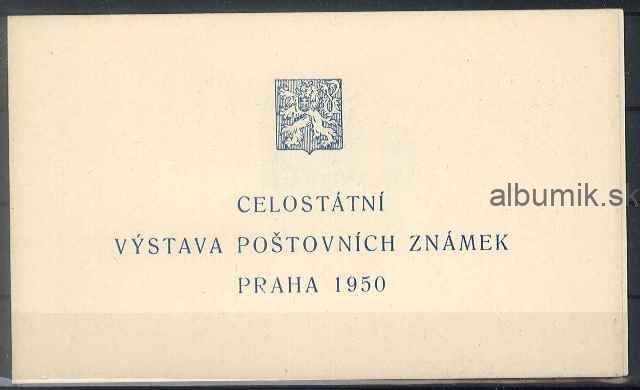 CELOSTÁTNÍ
albumik.sk
VÝSTAVA POŠTOVNÍCH ZNÁMEK
PRAHA 1950